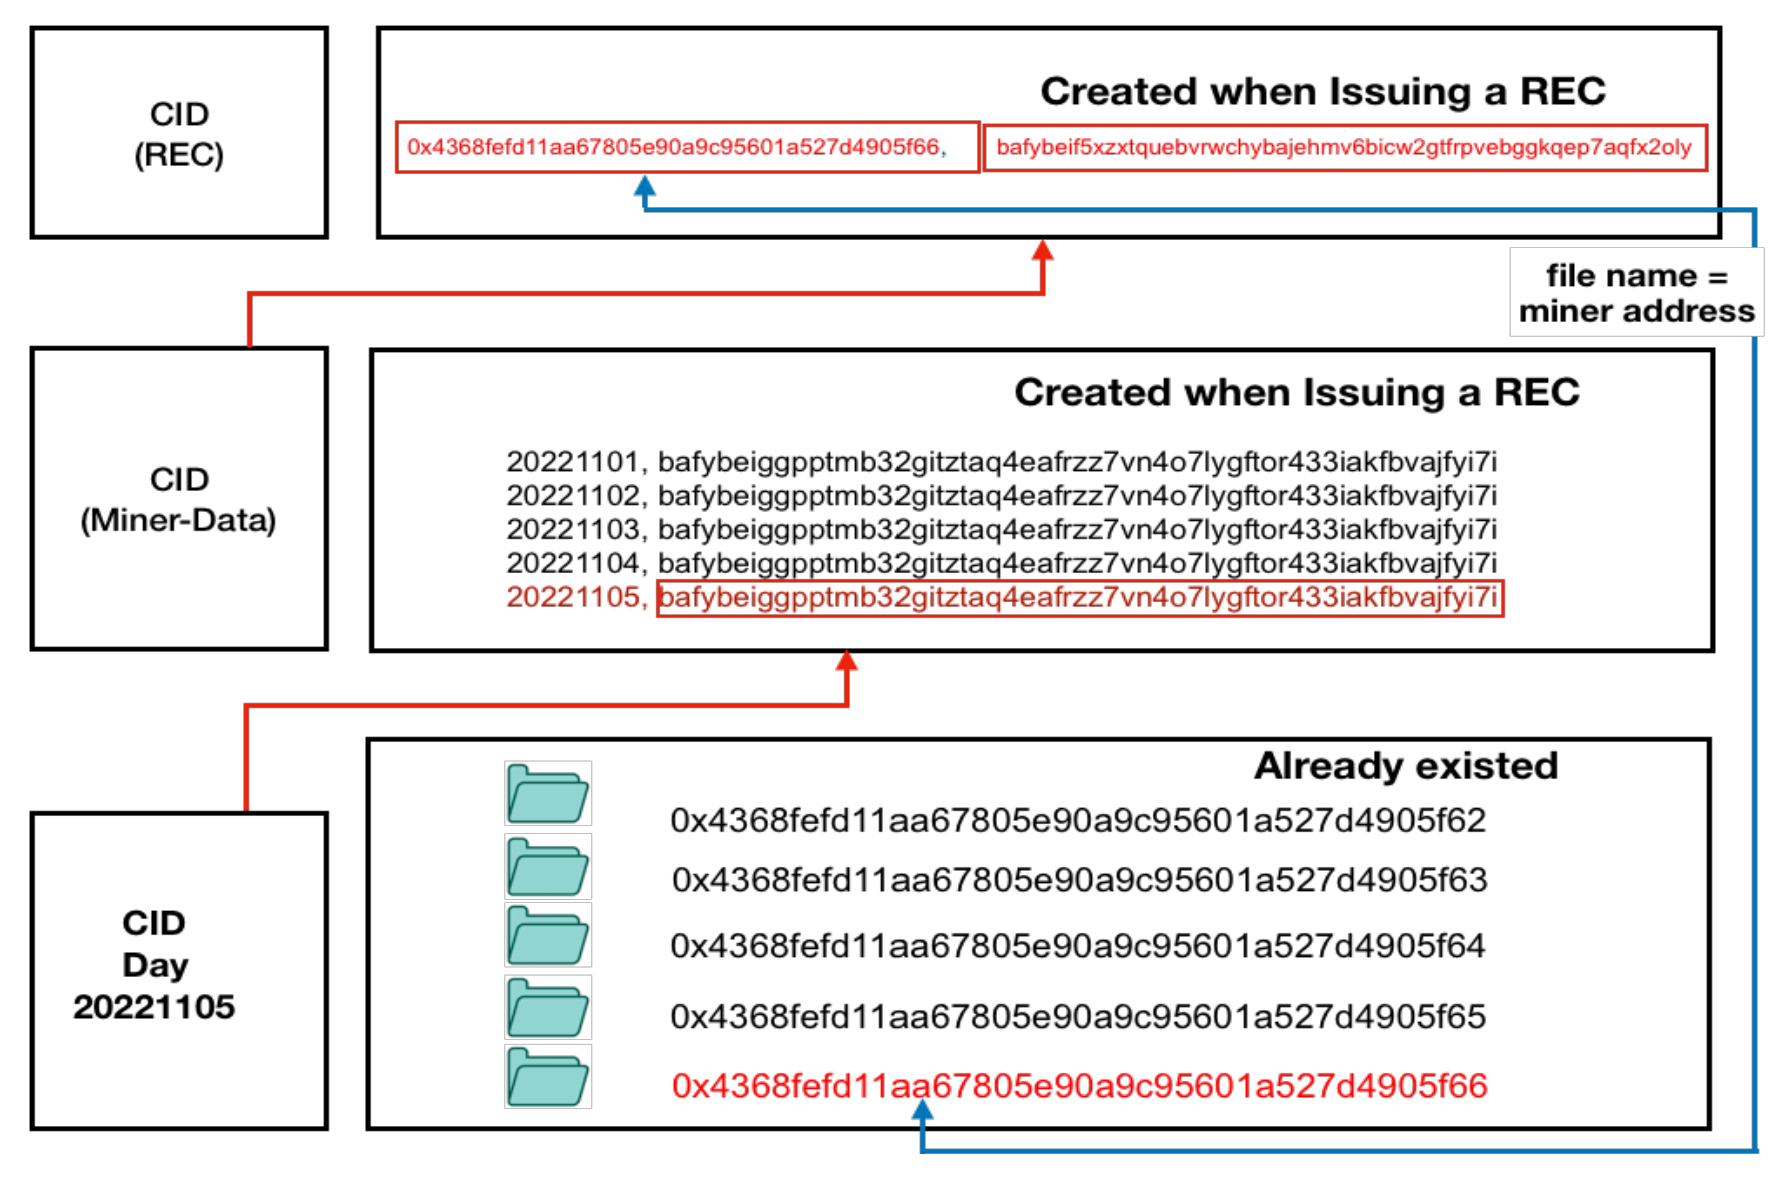 CID
(REC)
Created when Issuing a REC
0x4368fefd11aa67805e90a9c95601a527d4905f66,
bafybeif5xzxtquebvrwchybajehmv6bicw2gtfrpvebggkqep7aqfx2oly
file name =
miner address
CID
(Miner-Data)
Created when Issuing a REC
20221101, bafybeiggpptmb32gitztaq4eafrzz7vn4o7lygftor433iakfbvajfyi7i
20221102, bafybeiggpptmb32gitztaq4eafrzz7vn4o7lygftor433iakfbvajfyi7i
20221103, bafybeiggpptmb32gitztaq4eafrzz7vn4o7lygftor433iakfbvajfyi7i
20221104, bafybeiggpptmb32gitztaq4eafrzz7vn4o7lygftor433iakfbvajfyi7i
20221105, bafybeiggpptmb32gitztaq4eafrzz7vn4o7lygftor433iakfbvajfyi7i
CID
Day
20221105
Already existed
0x4368fefd11aa67805e90a9c95601a527d4905f62
0x4368fefd11aa67805e90a9c95601a527d4905f63
0x4368fefd11aa67805e90a9c95601a527d4905f64
0x4368fefd11aa67805e90a9c95601a527d4905f65
0x4368fefd11aa67805e90a9c95601a527d4905f66